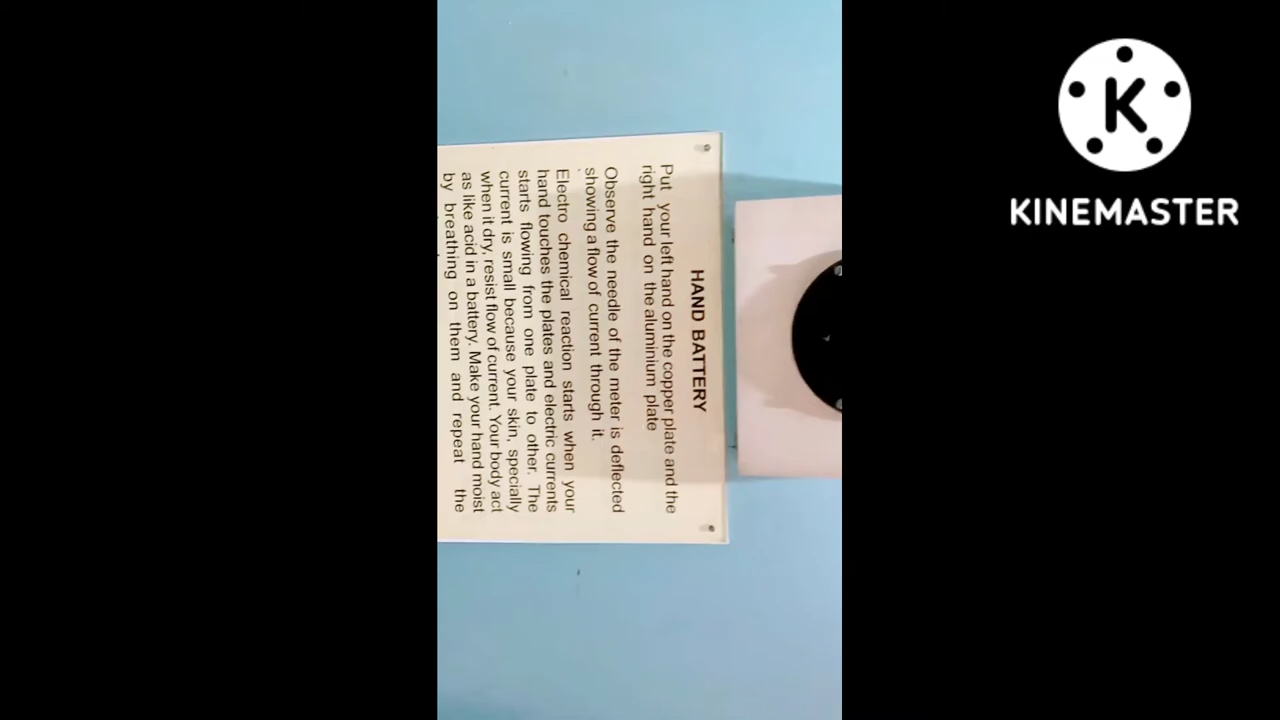 HAND BATTERY
Put your left hand on the copper plate and the
right hand on the aluminium plate
Observe the needle of the meter is deflected
showing a flow of current through it.
Electro chemical reaction starts when your
hand touches the plates and electric currents
starts flowing from one plate to other. The
current is small because your skin, specially
when it dry, resist flow of current. Your body act
as like acid in a battery. Make your hand moist
by breathing on them and repeat the
K
KINEMASTER